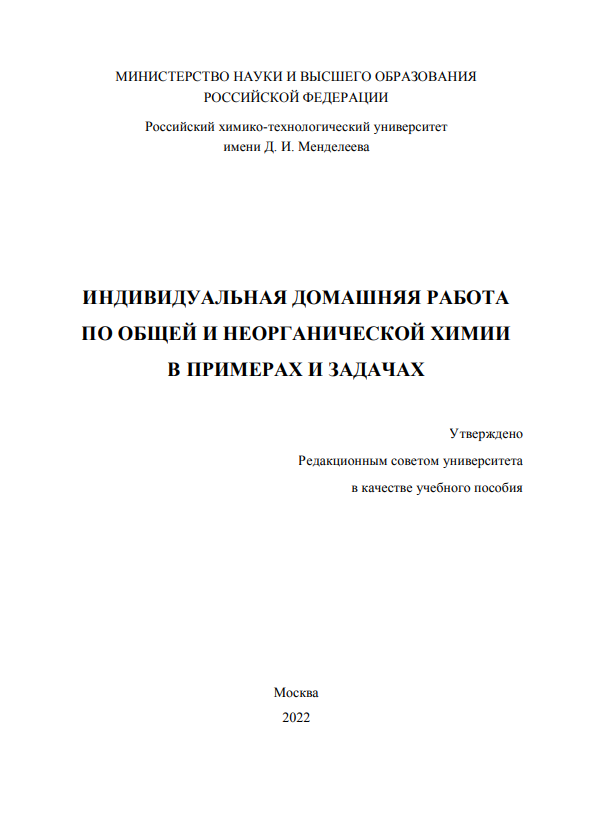 МИНИСТЕРСТВО НАУКИ И ВЫСШЕГО ОБРАЗОВАНИЯ
РОССИЙСКОЙ ФЕДЕРАЦИИ
Российский химико-технологический университет
имени Д. И. Менделеева
ИНДИВИДУАЛЬНАЯ ДОМАШНЯЯ РАБОТА
ПО ОБЩЕЙ И НЕОРГАНИЧЕСКОЙ ХИМИИ
В ПРИМЕРАХ И ЗАДАЧАХ
Утверждено
Редакционным советом университета
в качестве учебного пособия
Москва
2022